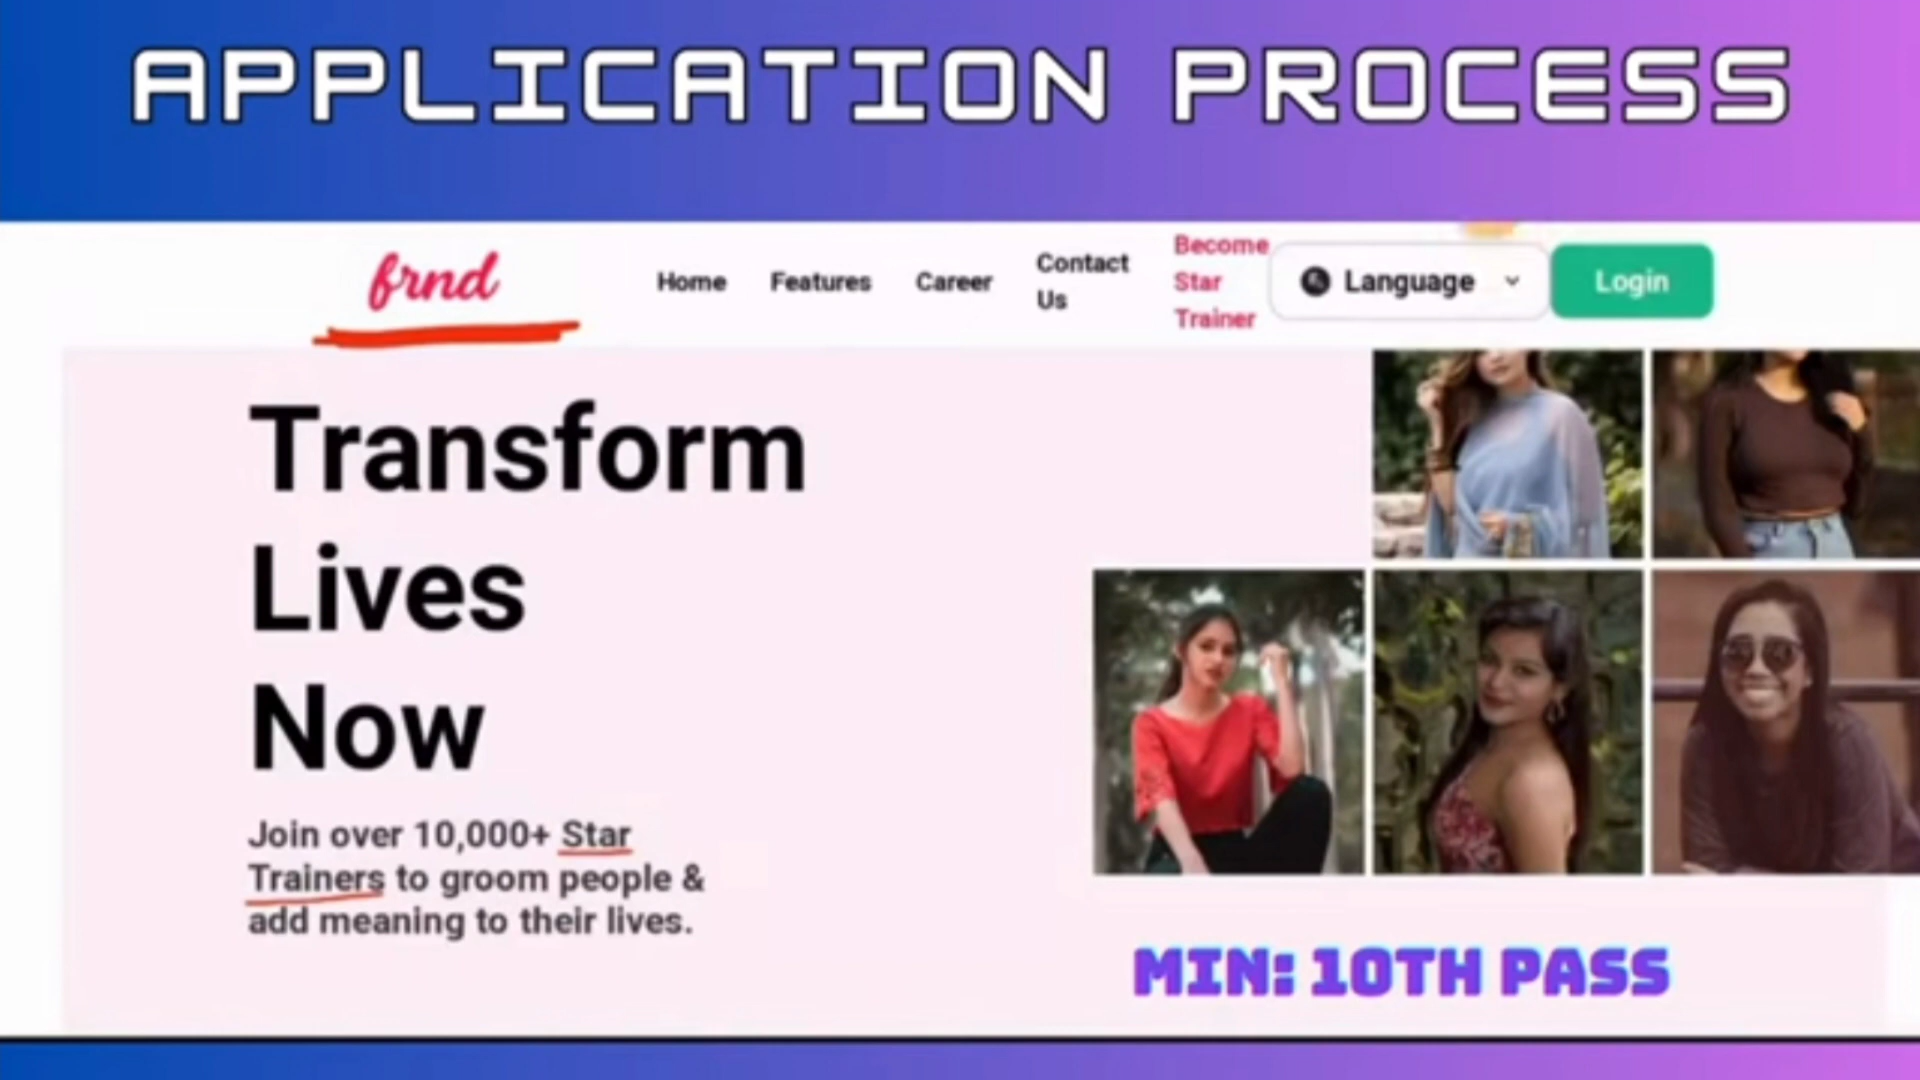 APPLICATION PROCESS
frnd
Home
Features
Career
Contact
Us
Become
Star
Trainer
Language
Login
Transform
Lives
Now
Join over 10,000+ Star
Trainers to groom people &
add meaning to their lives.
MIN: 10TH PASS